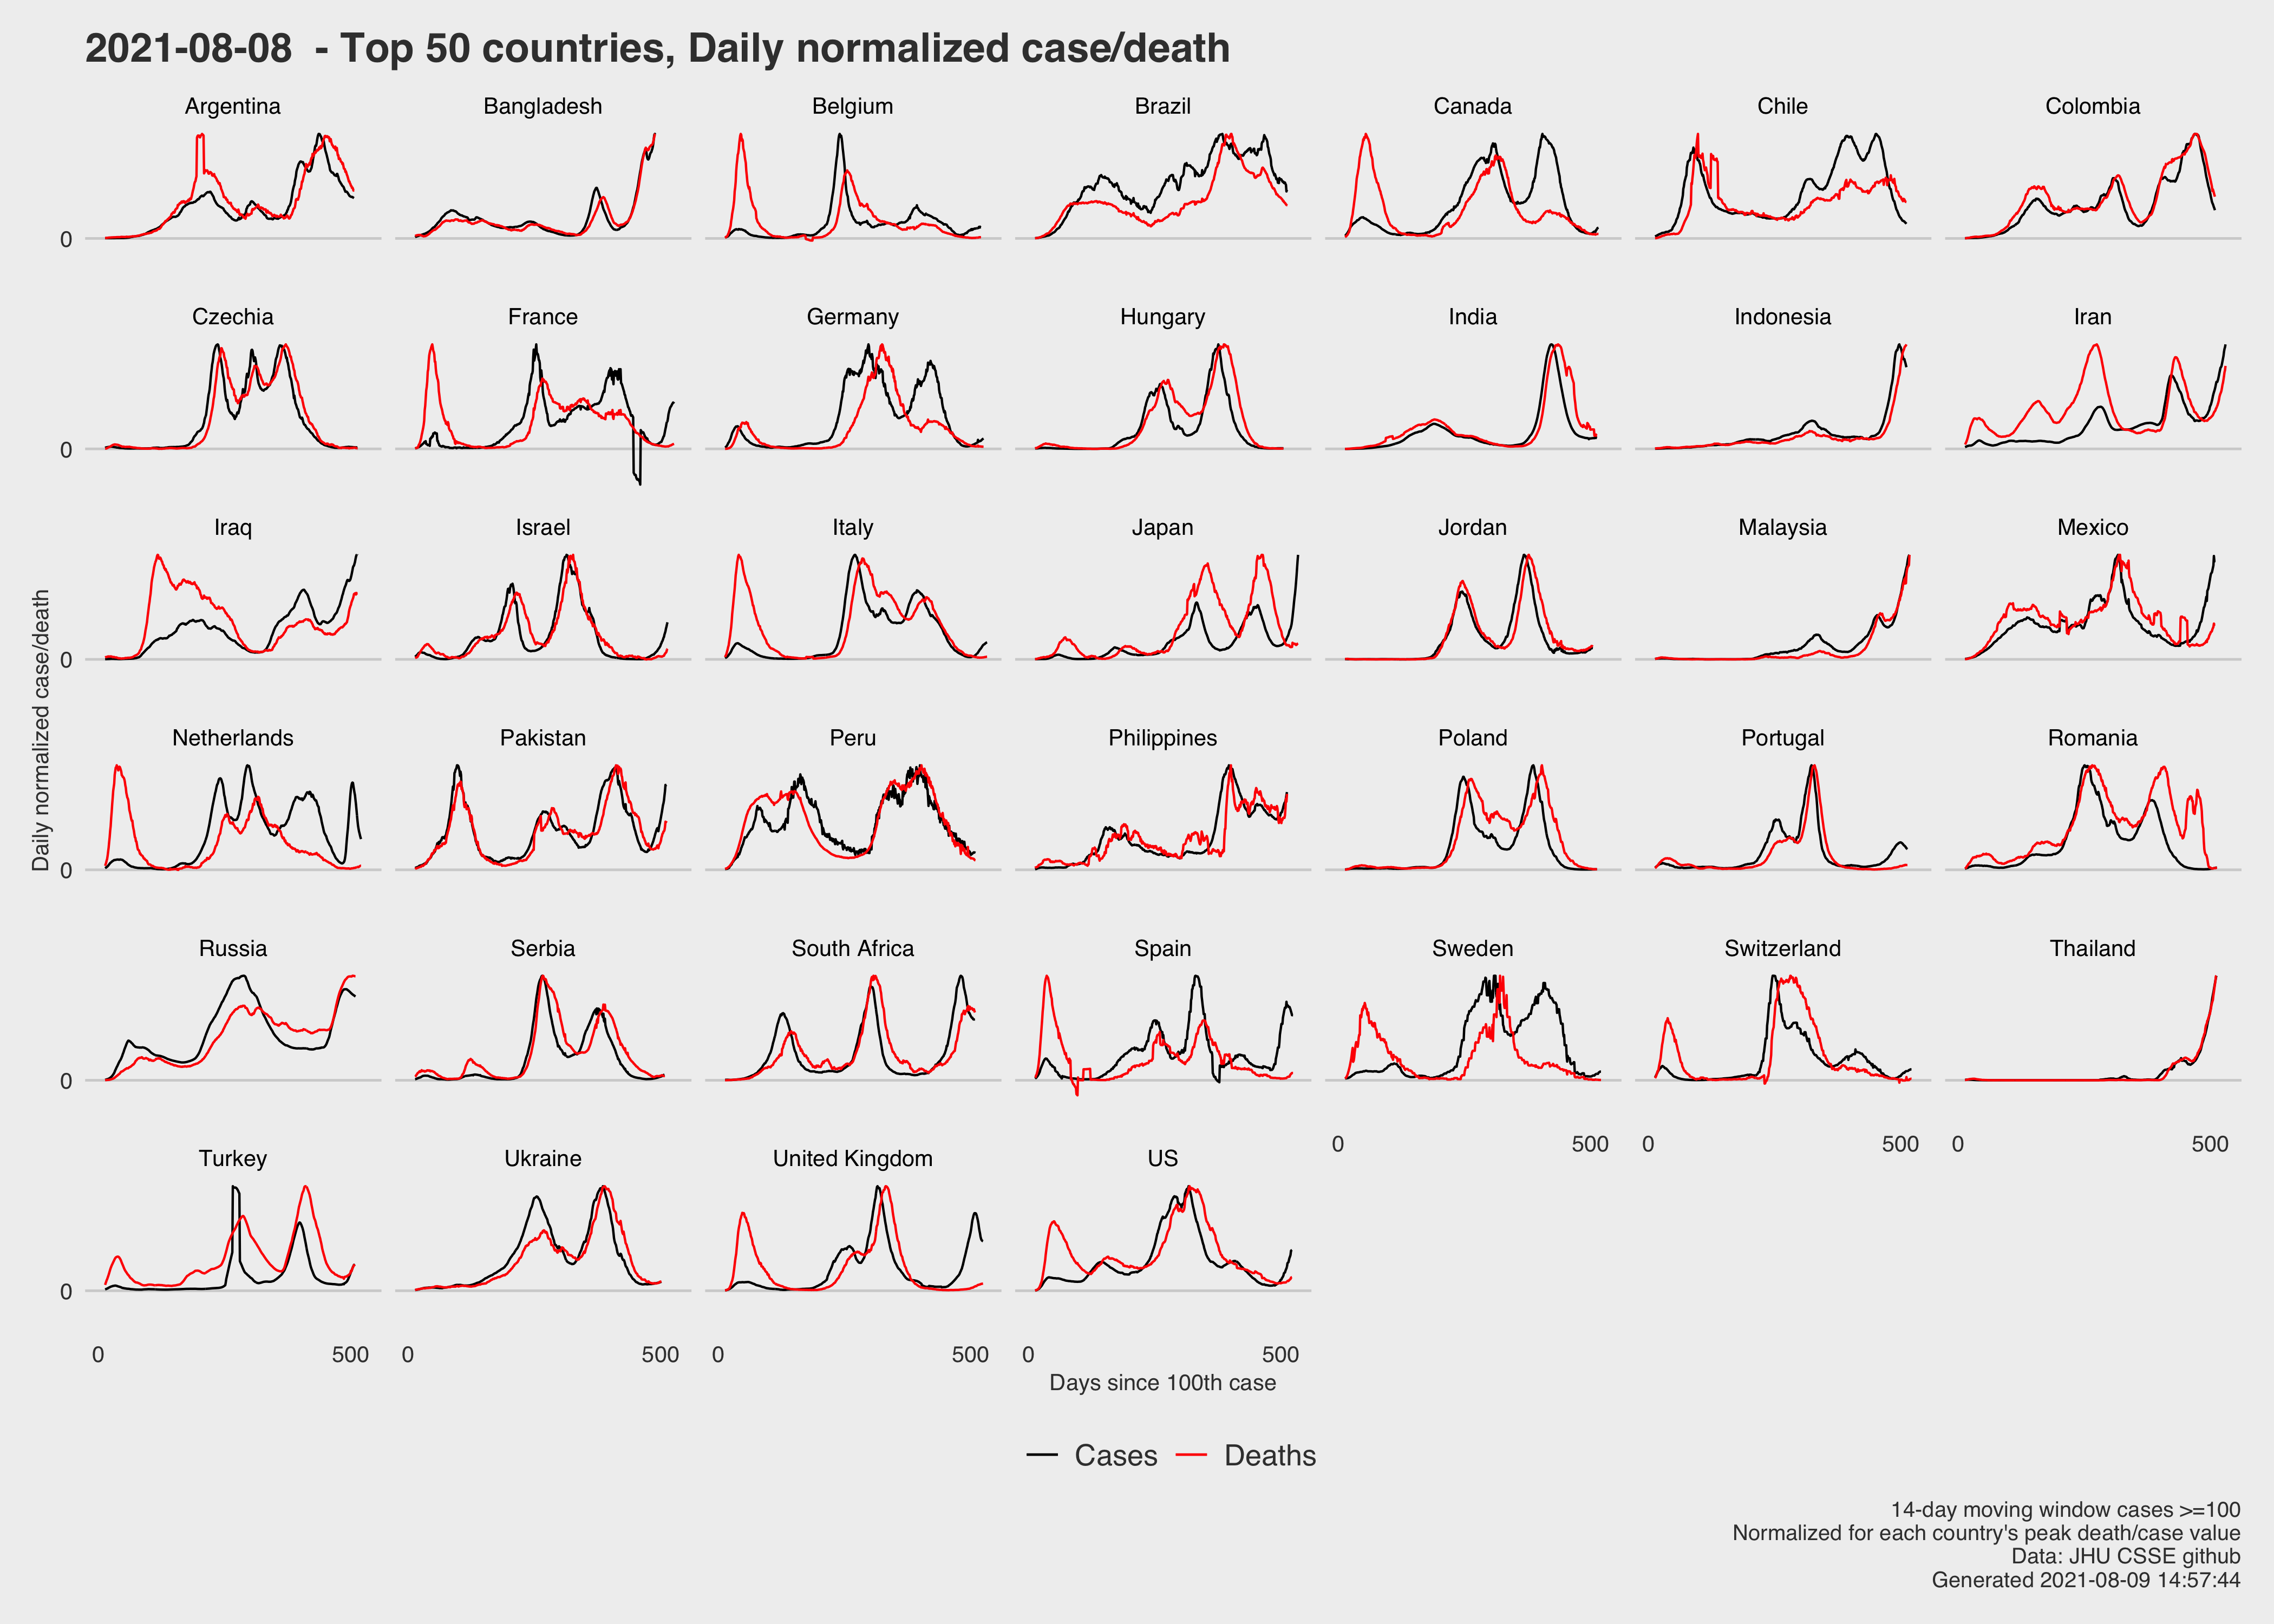 2021-08-08 - Top 50 countries, Daily normalized case/death
Argentina Bangladesh Belgium Brazil Canada Chile Colombia
0
Czechia France Germany Hungary India Indonesia Iran
0
Iraq Israel Italy Japan Jordan Malaysia Mexico
0
Daily normalized case/death
Netherlands Pakistan Peru Philippines Poland Portugal Romania
0
Russia Serbia South Africa Spain Sweden Switzerland Thailand
0
0 500 0 500 0 500
Turkey Ukraine United Kingdom US
0
0 500 0 500 0 500 0 500
Days since 100th case
Cases Deaths
14-day moving window cases >=100
Normalized for each country's peak death/case value
Data: JHU CSSE github
Generated 2021-08-09 14:57:44